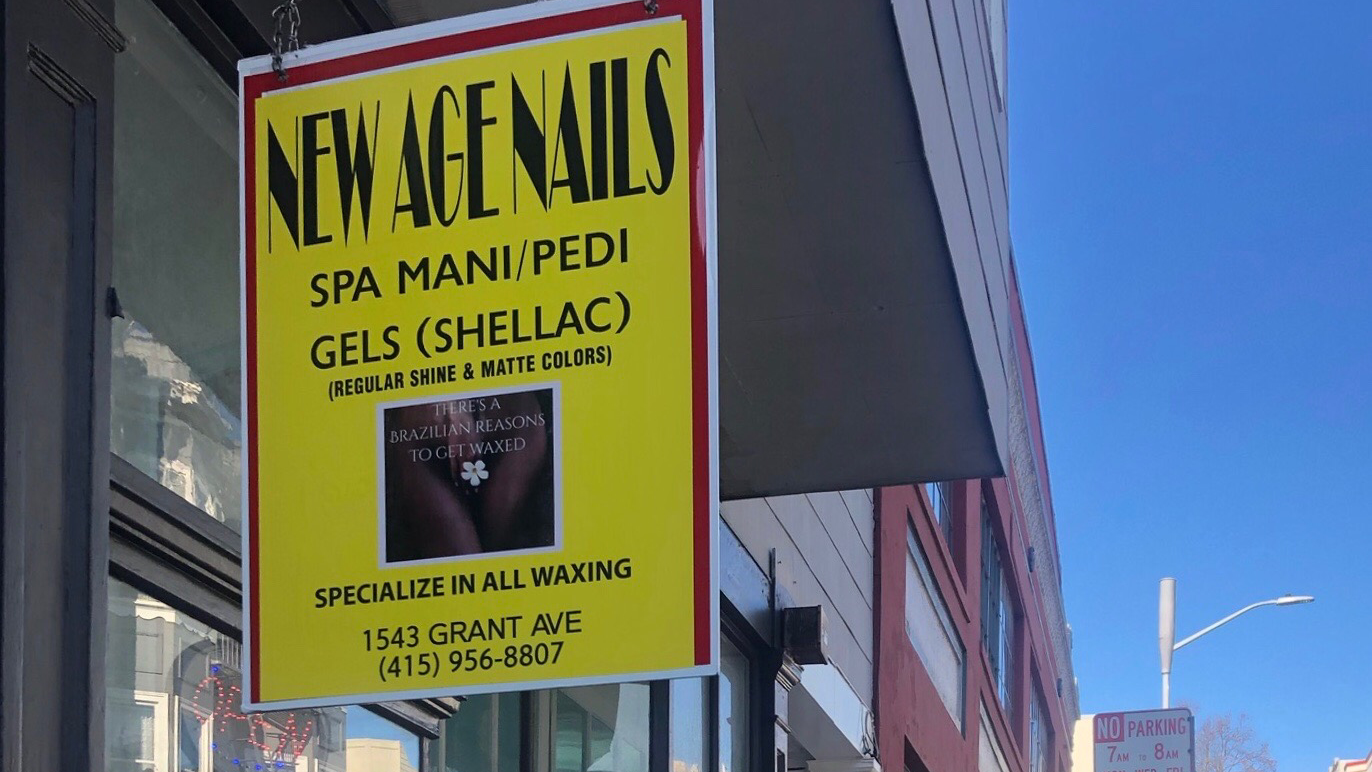 NEW AGE NAILS
SPA MANI/PEDI
GELS (SHELLAC)
(REGULAR SHINE & MATTE COLORS)
THERE'S A
BRAZILIAN REASONS
TO GET WAXED
SPECIALIZE IN ALL WAXING
1543 GRANT AVE
(415) 956-8807
OPEN
NO PARKING
7AM TO 8AM